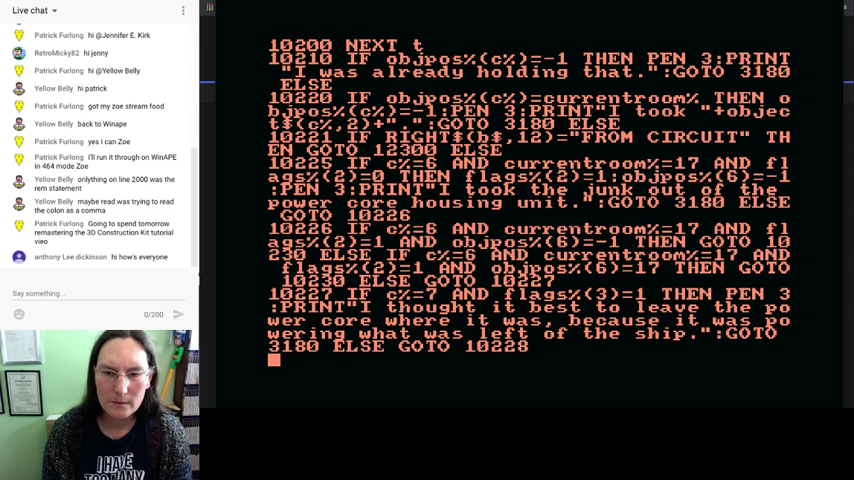 Live chat
Patrick Furlong hi @Jennifer E. Kirk
RetroMicky82 hi jenny
Patrick Furlong hi @Yellow Belly
Yellow Belly hi patrick
Patrick Furlong got my zoe stream food
Yellow Belly back to Winape
Patrick Furlong yes I can Zoe
Patrick Furlong I'll run it through on WinAPE
in 464 mode Zoe
Yellow Belly onlything on line 2000 was the
rem statement
Yellow Belly maybe read was trying to read
the colon as a comma
Patrick Furlong Going to spend tomorrow
remastering the 3D Construction Kit tutorial
vieo
anthony Lee dickinson hi how's everyone
Say something...
0/200
I HAVE
TOO MANY
10200 NEXT t
10210 IF objpos%(c%)=-1 THEN PEN 3:PRINT
"I was already holding that.":GOTO 3180
ELSE
10220 IF objpos%(c%)=currentroom% THEN o
bjpos%(c%)=-1:PEN 3:PRINT"I took "+objec
t$(c%,2)+" ":GOTO 3180 ELSE
10221 IF RIGHT$(b$,12)="FROM CIRCUIT" TH
EN GOTO 12300 ELSE
10225 IF c%=6 AND currentroom%=17 AND fl
ags%(2)=0 THEN flags%(2)=1:objpos%(6)=-1
:PEN 3:PRINT"I took the junk out of the
power core housing unit.":GOTO 3180 ELSE
GOTO 10226
10226 IF c%=6 AND currentroom%=17 AND fl
ags%(2)=1 AND objpos%(6)=-1 THEN GOTO 10
230 ELSE IF c%=6 AND currentroom%=17 AND
flags%(2)=1 AND objpos%(6)=17 THEN GOTO
10230 ELSE GOTO 10227
10227 IF c%=7 AND flags%(3)=1 THEN PEN 3
:PRINT"I thought it best to leave the po
wer core where it was, because it was po
wering what was left of the ship.":GOTO
3180 ELSE GOTO 10228